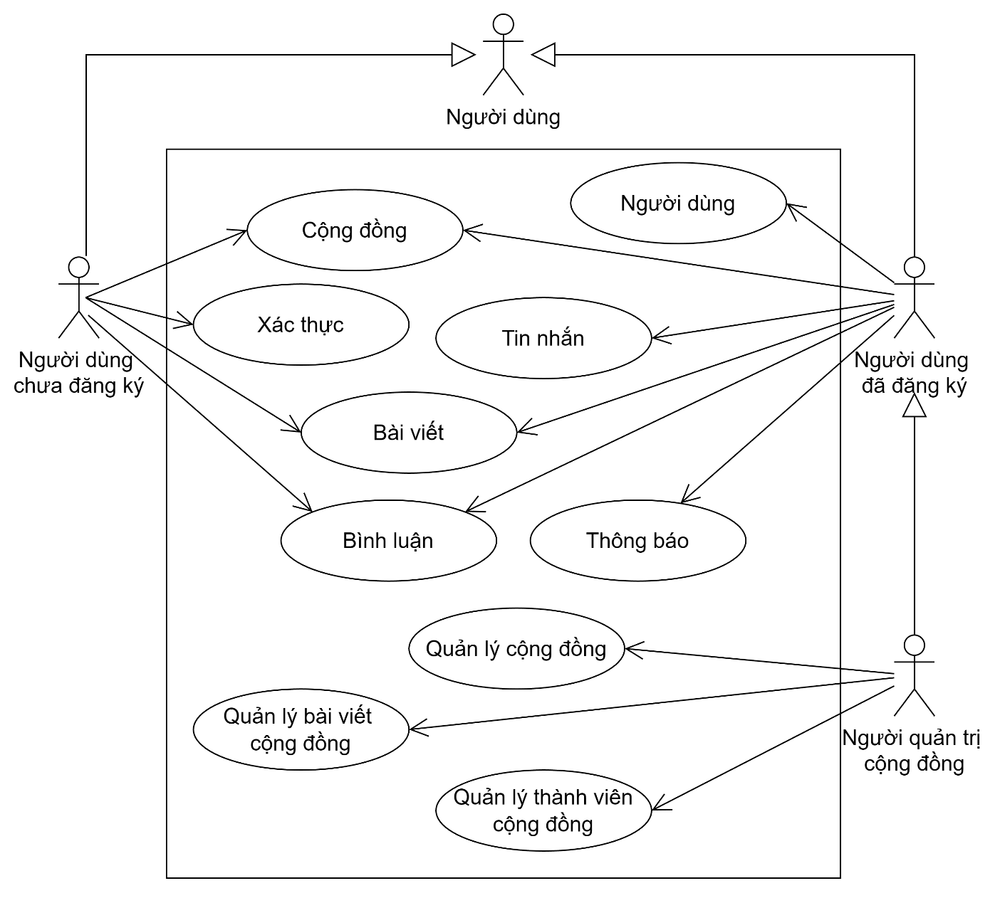 Người dùng
Người dùng
Cộng đồng
Xác thực
Tin nhắn
Người dùng
chưa đăng ký
Người dùng
đã đăng ký
Bài viết
Bình luận
Thông báo
Quản lý cộng đồng
Quản lý bài viết
cộng đồng
Người quản trị
cộng đồng
Quản lý thành viên
cộng đồng